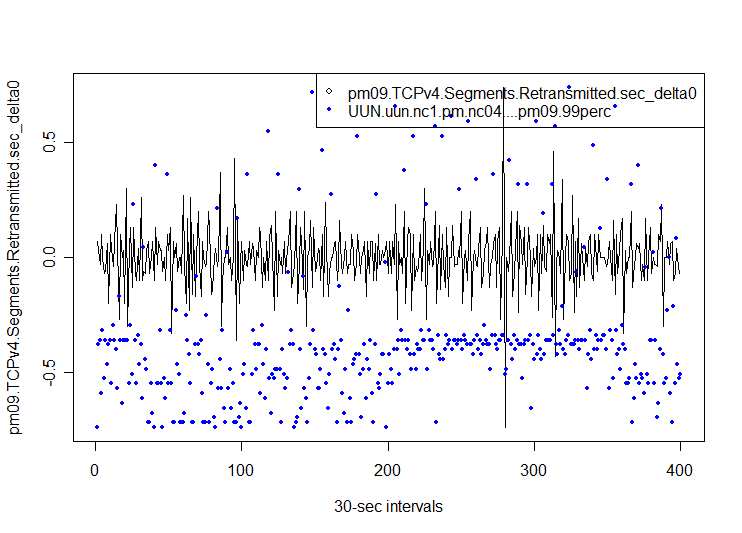 pm09.TCPv4.Segments.Retransmitted.sec_delta0
UUN.uun.nc1.pm.nc04....pm09.99perc
pm09.TCPv4.Segments.Retransmitted.sec_delta0
0.5
0.0
-0.5
0
100
200
300
400
30-sec intervals